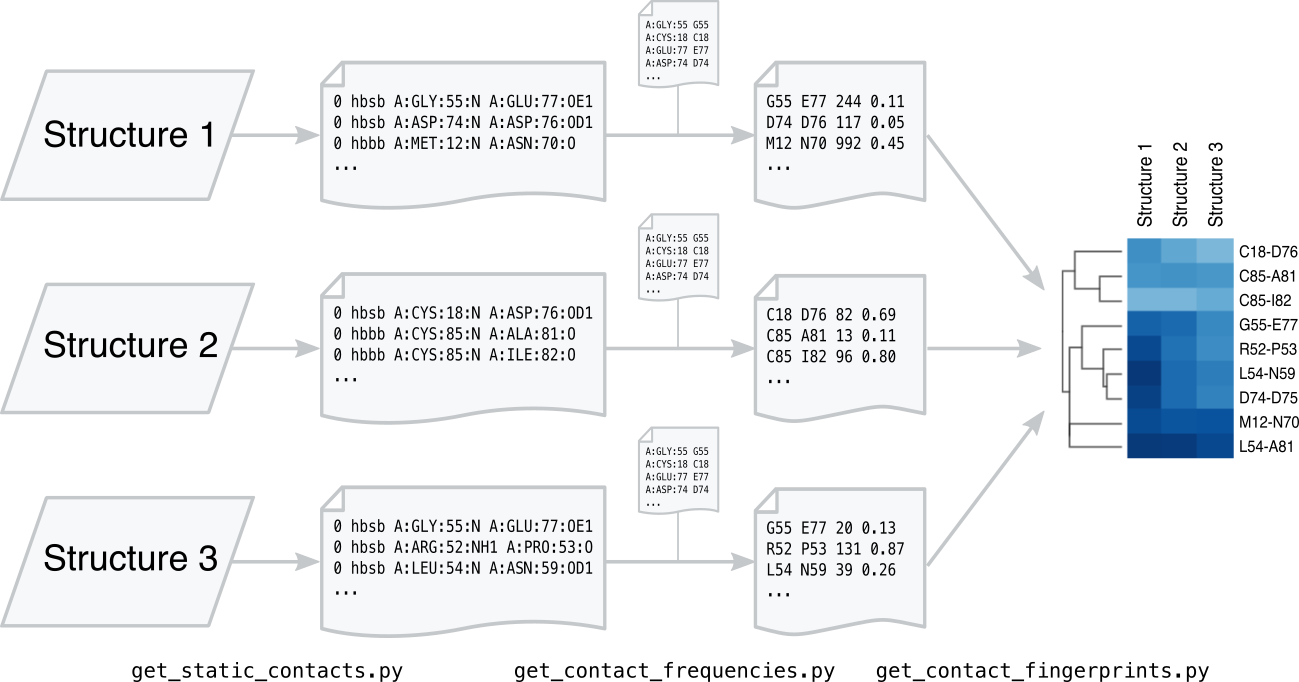 Structure 1
0 hbsb A:GLY:55:N A:GLU:77:OE1
0 hbsb A:ASP:74:N A:ASP:76:OD1
0 hbbb A:MET:12:N A:ASN:70:O
...
A:GLY:55 G55
A:CYS:18 C18
A:GLU:77 E77
A:ASP:74 D74
...
G55 E77 244 0.11
D74 D76 117 0.05
M12 N70 992 0.45
...
Structure 2
0 hbsb A:CYS:18:N A:ASP:76:OD1
0 hbbb A:CYS:85:N A:ALA:81:O
0 hbbb A:CYS:85:N A:ILE:82:O
...
A:GLY:55 G55
A:CYS:18 C18
A:GLU:77 E77
A:ASP:74 D74
...
C18 D76 82 0.69
C85 A81 13 0.11
C85 I82 96 0.80
...
Structure 3
0 hbsb A:GLY:55:N A:GLU:77:OE1
0 hbsb A:ARG:52:NH1 A:PRO:53:O
0 hbsb A:LEU:54:N A:ASN:59:OD1
...
A:GLY:55 G55
A:CYS:18 C18
A:GLU:77 E77
A:ASP:74 D74
...
G55 E77 20 0.13
R52 P53 131 0.87
L54 N59 39 0.26
...
Structure 1
Structure 2
Structure 3
C18-D76
C85-A81
C85-I82
G55-E77
R52-P53
L54-N59
D74-D75
M12-N70
L54-A81
get_static_contacts.py
get_contact_frequencies.py
get_contact_fingerprints.py